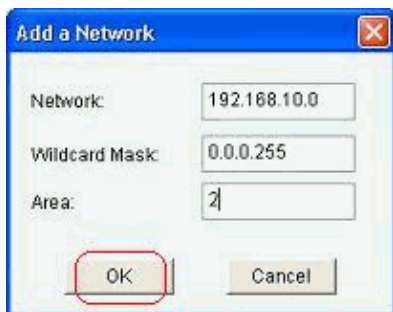 Add a Network
Network: 192.168.10.0
Wildcard Mask: 0.0.0.255
Area: 2
OK Cancel